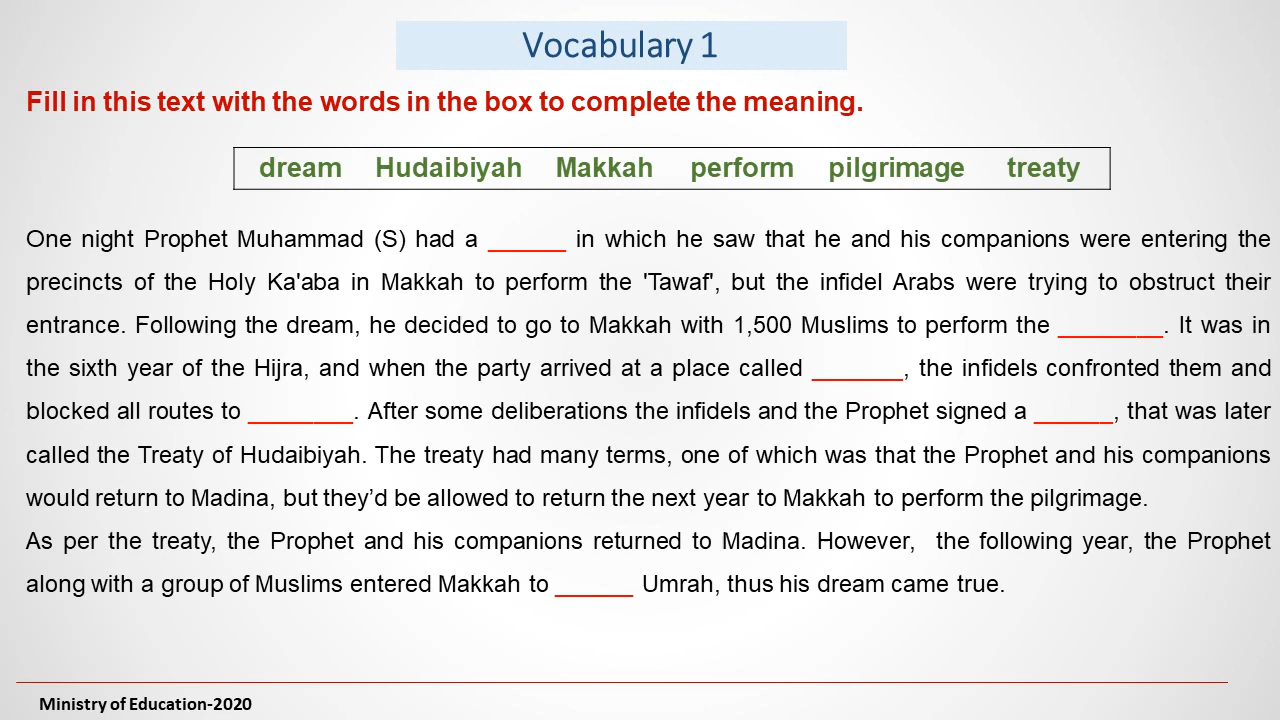 Vocabulary 1
Fill in this text with the words in the box to complete the meaning.
dream Hudaibiyah Makkah perform pilgrimage treaty
One night Prophet Muhammad (S) had a ______ in which he saw that he and his companions were entering the
precincts of the Holy Ka'aba in Makkah to perform the 'Tawaf', but the infidel Arabs were trying to obstruct their
entrance. Following the dream, he decided to go to Makkah with 1,500 Muslims to perform the ________. It was in
the sixth year of the Hijra, and when the party arrived at a place called _______, the infidels confronted them and
blocked all routes to ________. After some deliberations the infidels and the Prophet signed a ______, that was later
called the Treaty of Hudaibiyah. The treaty had many terms, one of which was that the Prophet and his companions
would return to Madina, but they’d be allowed to return the next year to Makkah to perform the pilgrimage.
As per the treaty, the Prophet and his companions returned to Madina. However, the following year, the Prophet
along with a group of Muslims entered Makkah to ______ Umrah, thus his dream came true.
Ministry of Education-2020